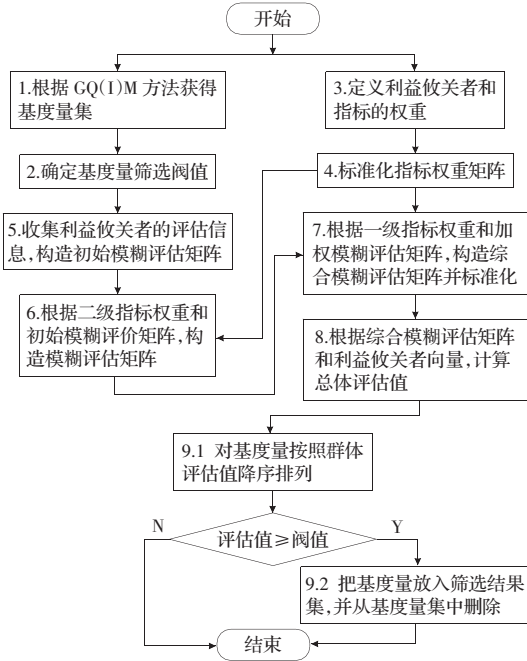 开始
1.根据 GQ(I)M 方法获得
基度量集
3.定义利益攸关者和
指标的权重
2.确定基度量筛选阀值
4.标准化指标权重矩阵
5.收集利益攸关者的评估信
息,构造初始模糊评估矩阵
7.根据一级指标权重和加
权模糊评估矩阵,构造综
合模糊评估矩阵并标准化
6.根据二级指标权重和
初始模糊评价矩阵,构
造模糊评估矩阵
8.根据综合模糊评估矩阵
和利益攸关者向量,计算
总体评估值
9.1 对基度量按照群体
评估值降序排列
N
评估值≥阀值
Y
9.2 把基度量放入筛选结果
集,并从基度量集中删除
结束